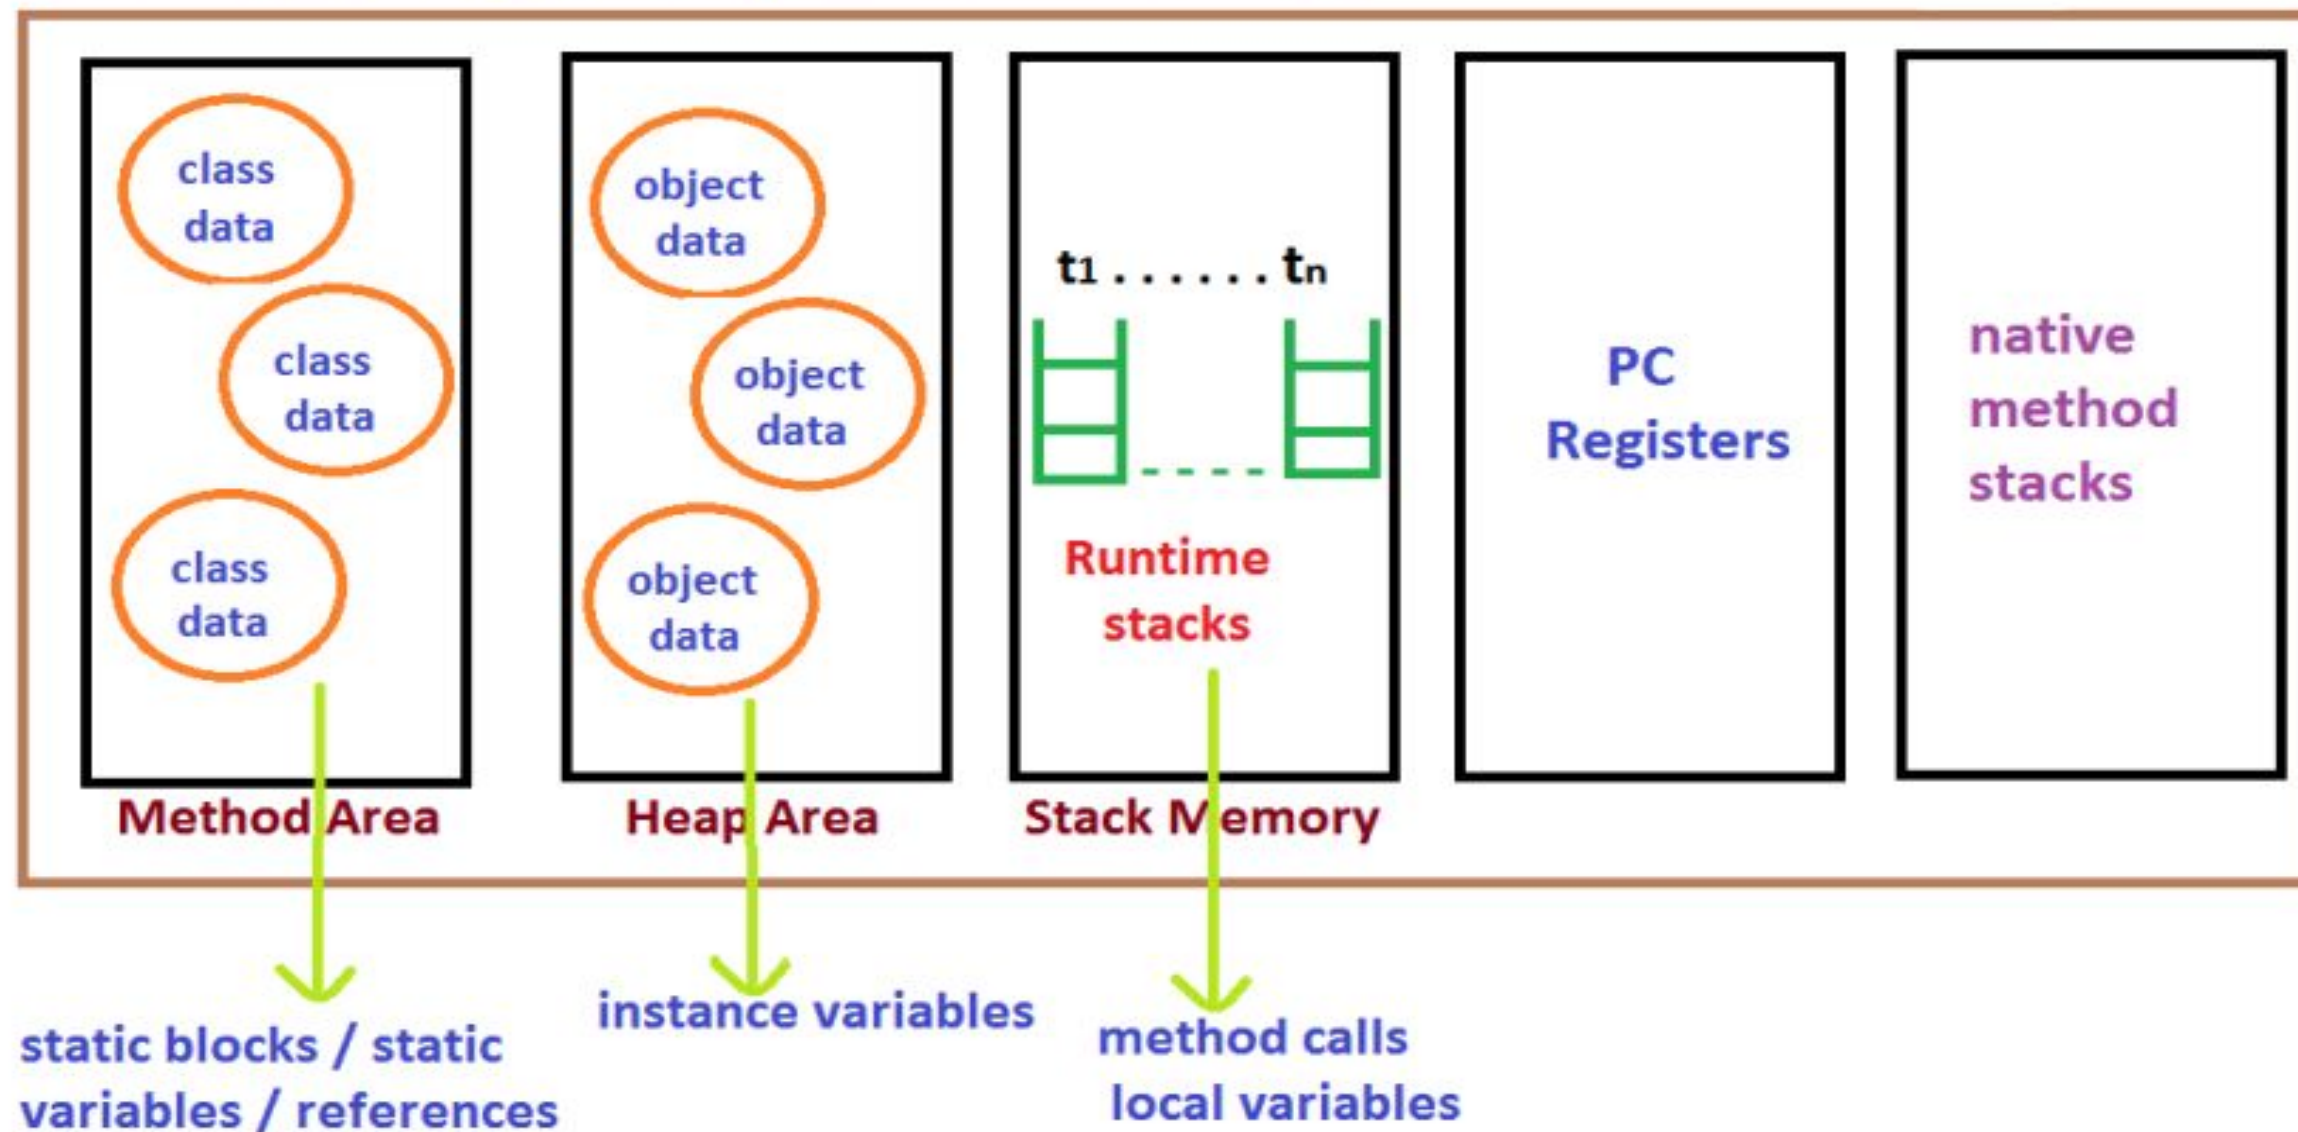 class
data
class
data
class
data
Method Area
object
data
object
data
object
data
Heap Area
t1 . . . . . . tn
Runtime
stacks
Stack Memory
PC
Registers
native
method
stacks
static blocks / static
variables / references
instance variables
method calls
local variables